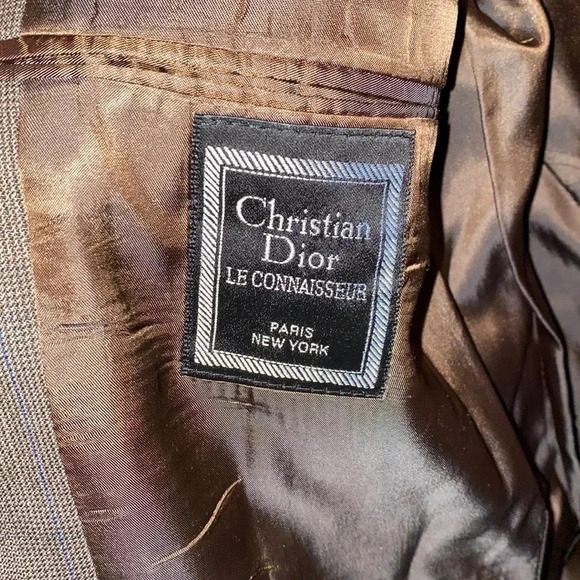 Christian
Dior
LE CONNAISSEUR
PARIS
NEW YORK